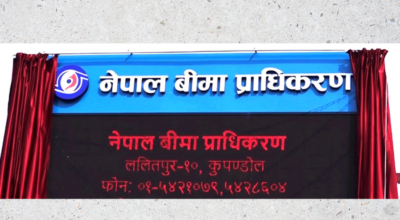 नेपाल बीमा प्राधिकरण
नेपाल बीमा प्राधिकरण
ललितपुर-१०, कुपण्डोल
फोन: ०१-५४२१०७९,५४२८६०४